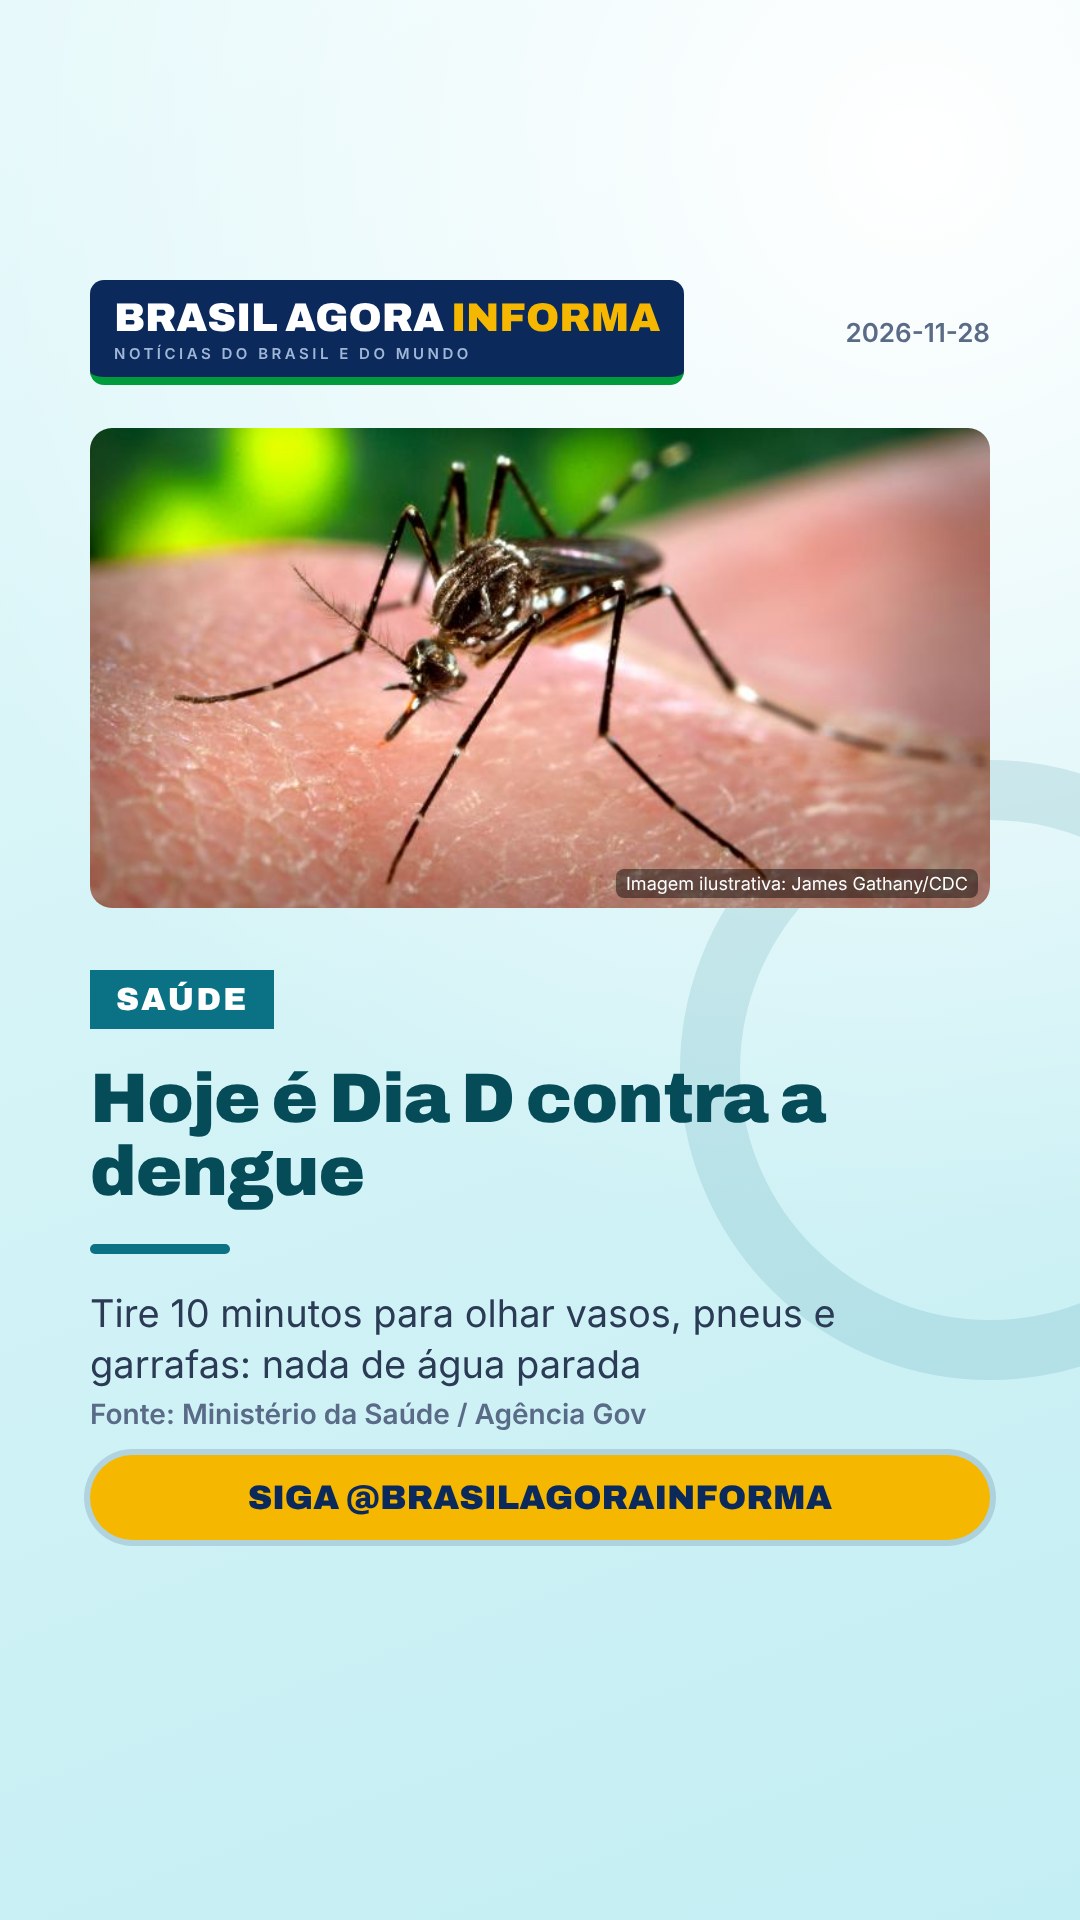 BRASIL AGORA INFORMA
NOTÍCIAS DO BRASIL E DO MUNDO
2026-11-28
Imagem ilustrativa: James Gathany/CDC
SAÚDE
Hoje é Dia D contra a
dengue
Tire 10 minutos para olhar vasos, pneus e
garrafas: nada de água parada
Fonte: Ministério da Saúde / Agência Gov
SIGA @BRASILAGORAINFORMA